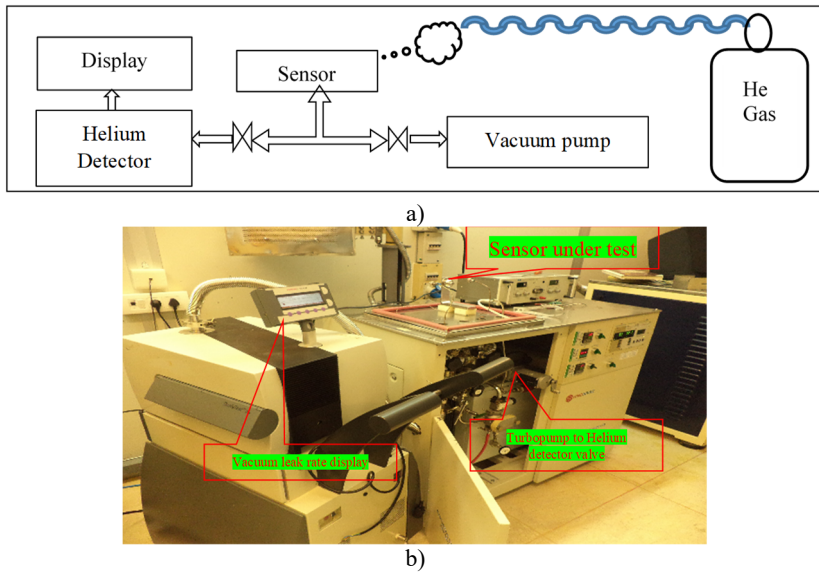 Display
Sensor
Helium
Detector
Vacuum pump
He
Gas
a)
Sensor under test
Vacuum leak rate display
Turbopump to Helium
detector valve
b)